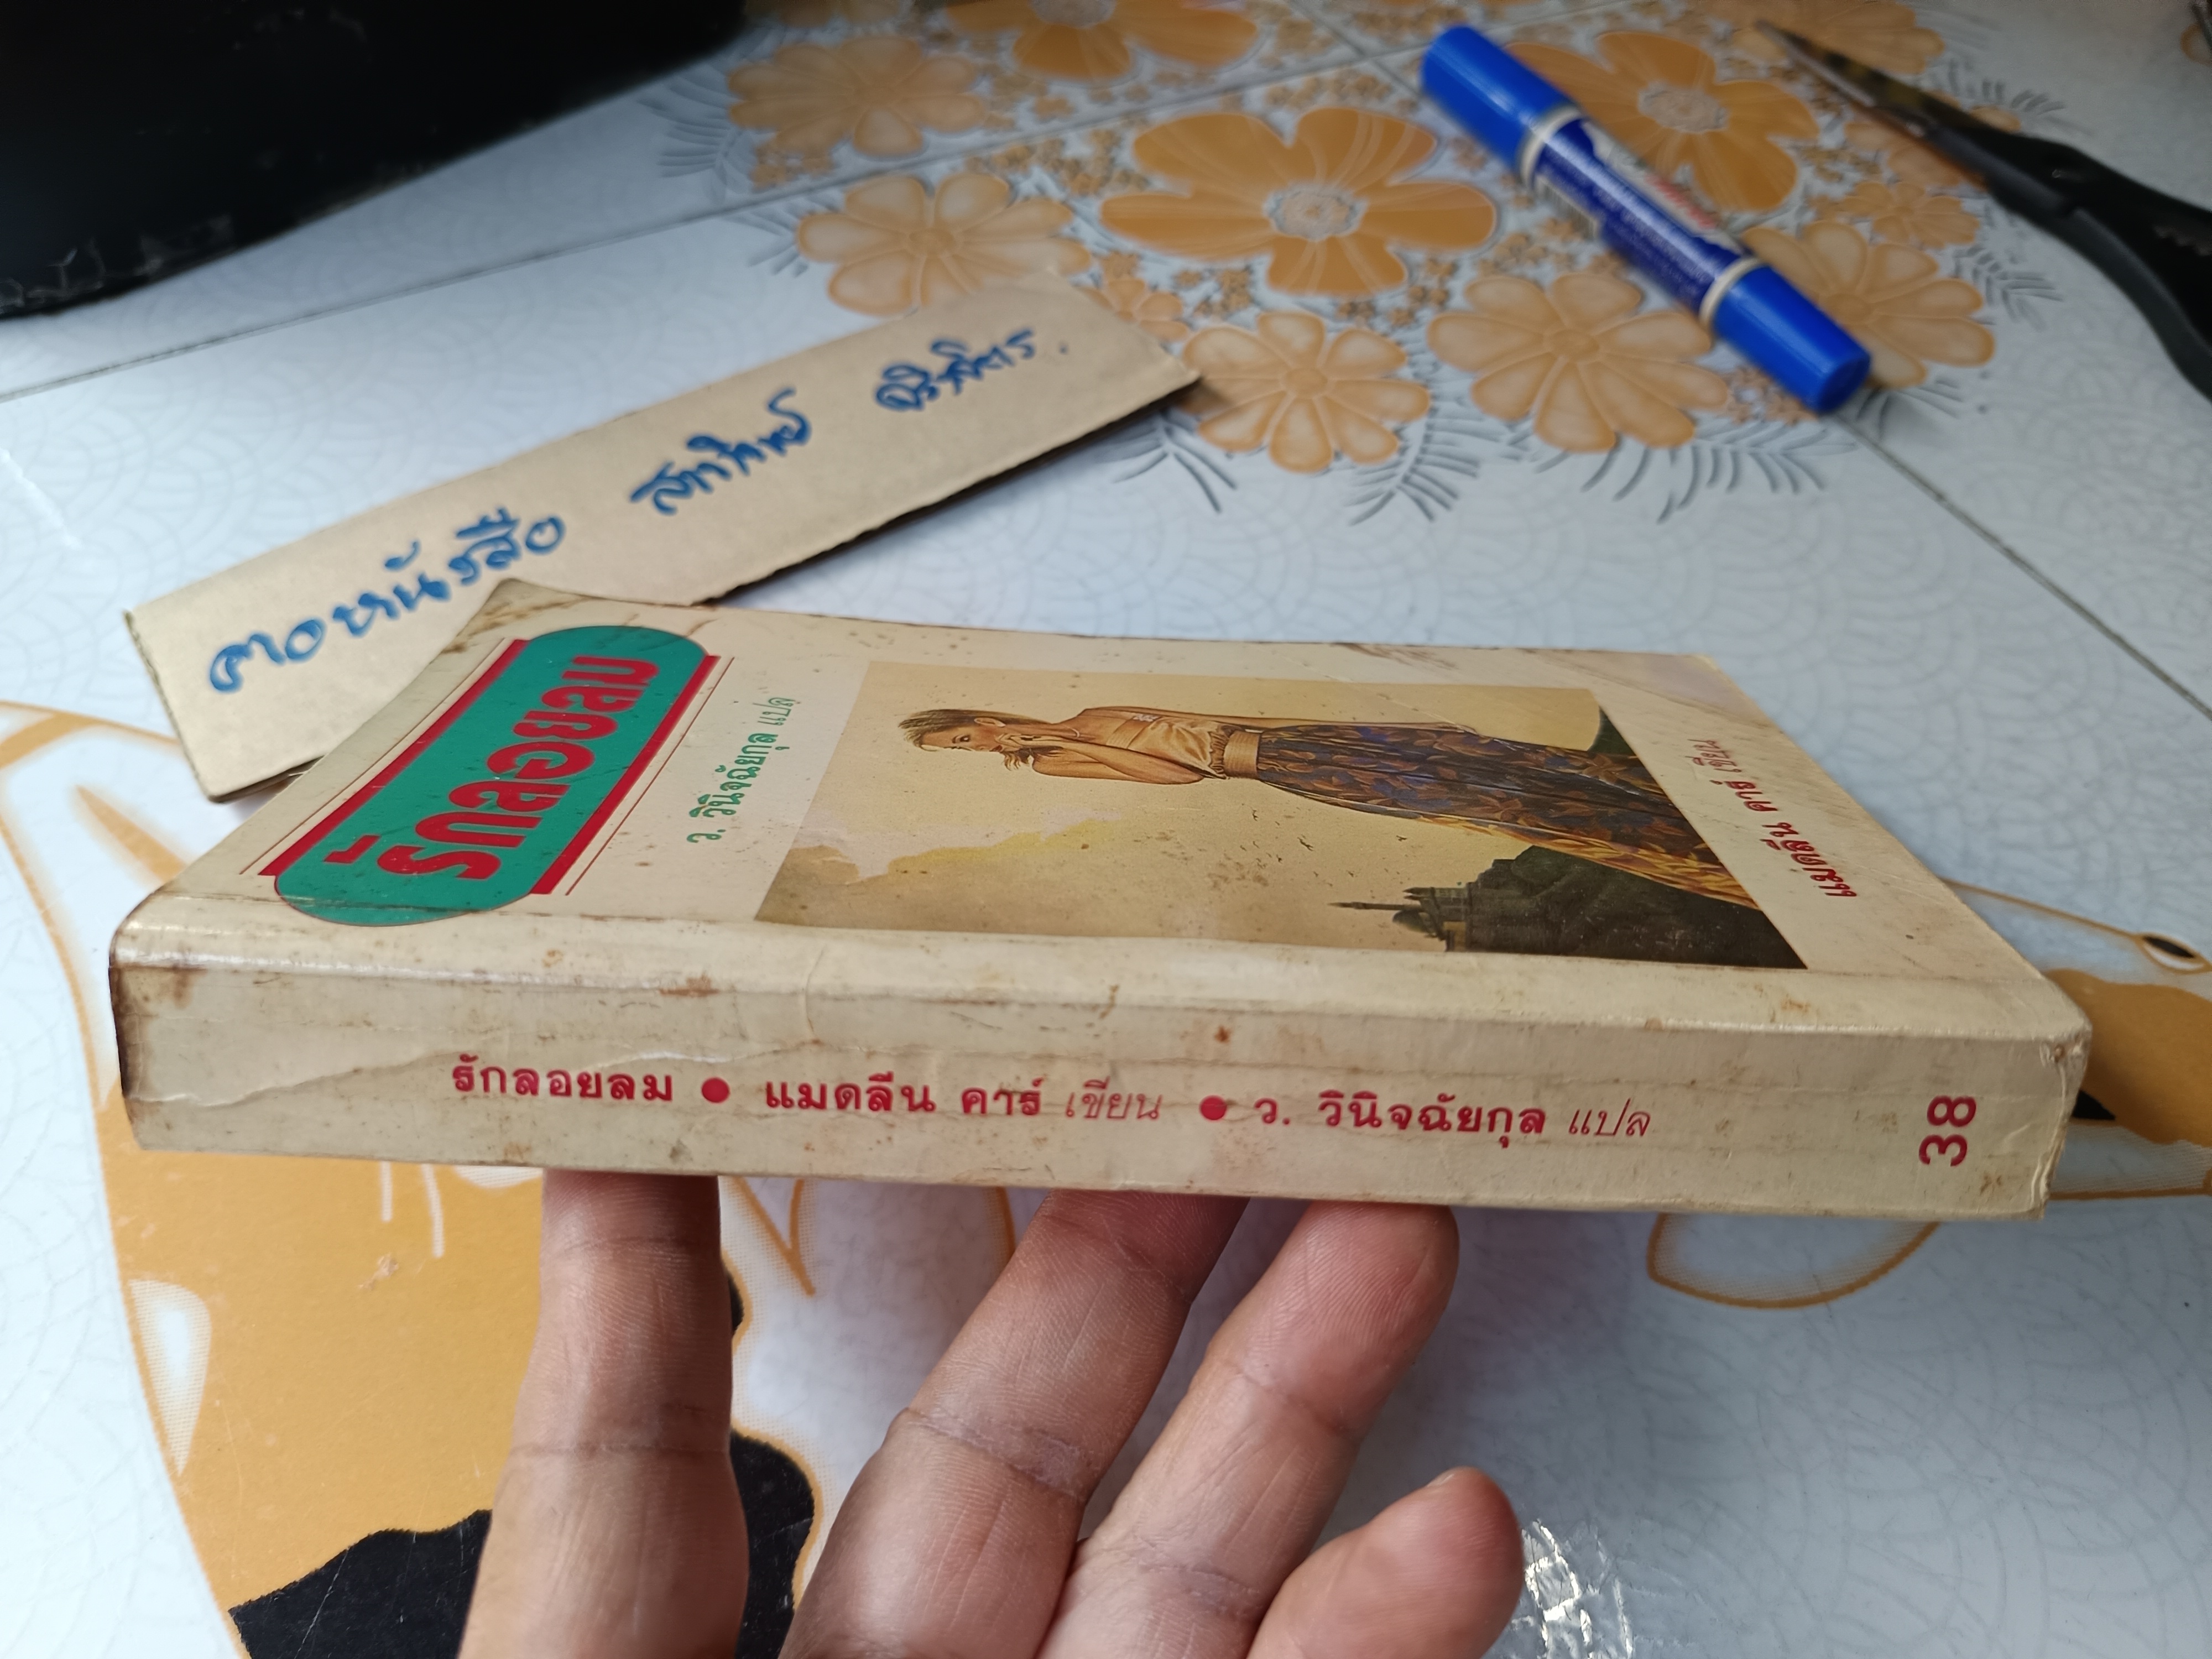 คอหนังสือ สาทิพย์ ฉวิจิตร.
รักลอยลม
ว. วินิจฉัยกุล แปล
แมดลีน คาร์ เขียน
รักลอยลม ● แมดลีน คาร์ เขียน ● ว. วินิจฉัยกุล แปล
38